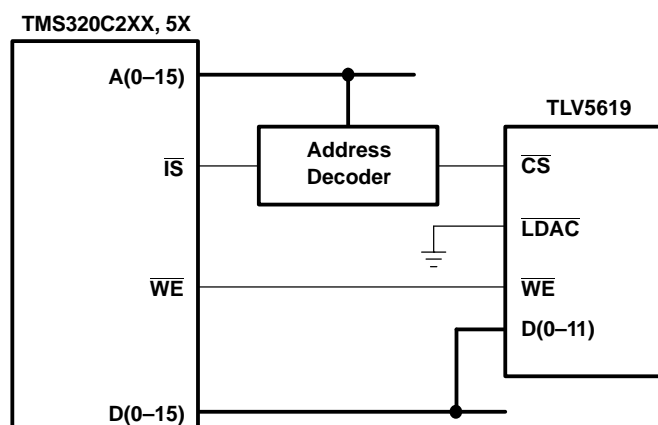 TMS320C2XX, 5X
A(0–15)
TLV5619
Address
Decoder
IS
CS
LDAC
WE
WE
D(0–11)
D(0–15)